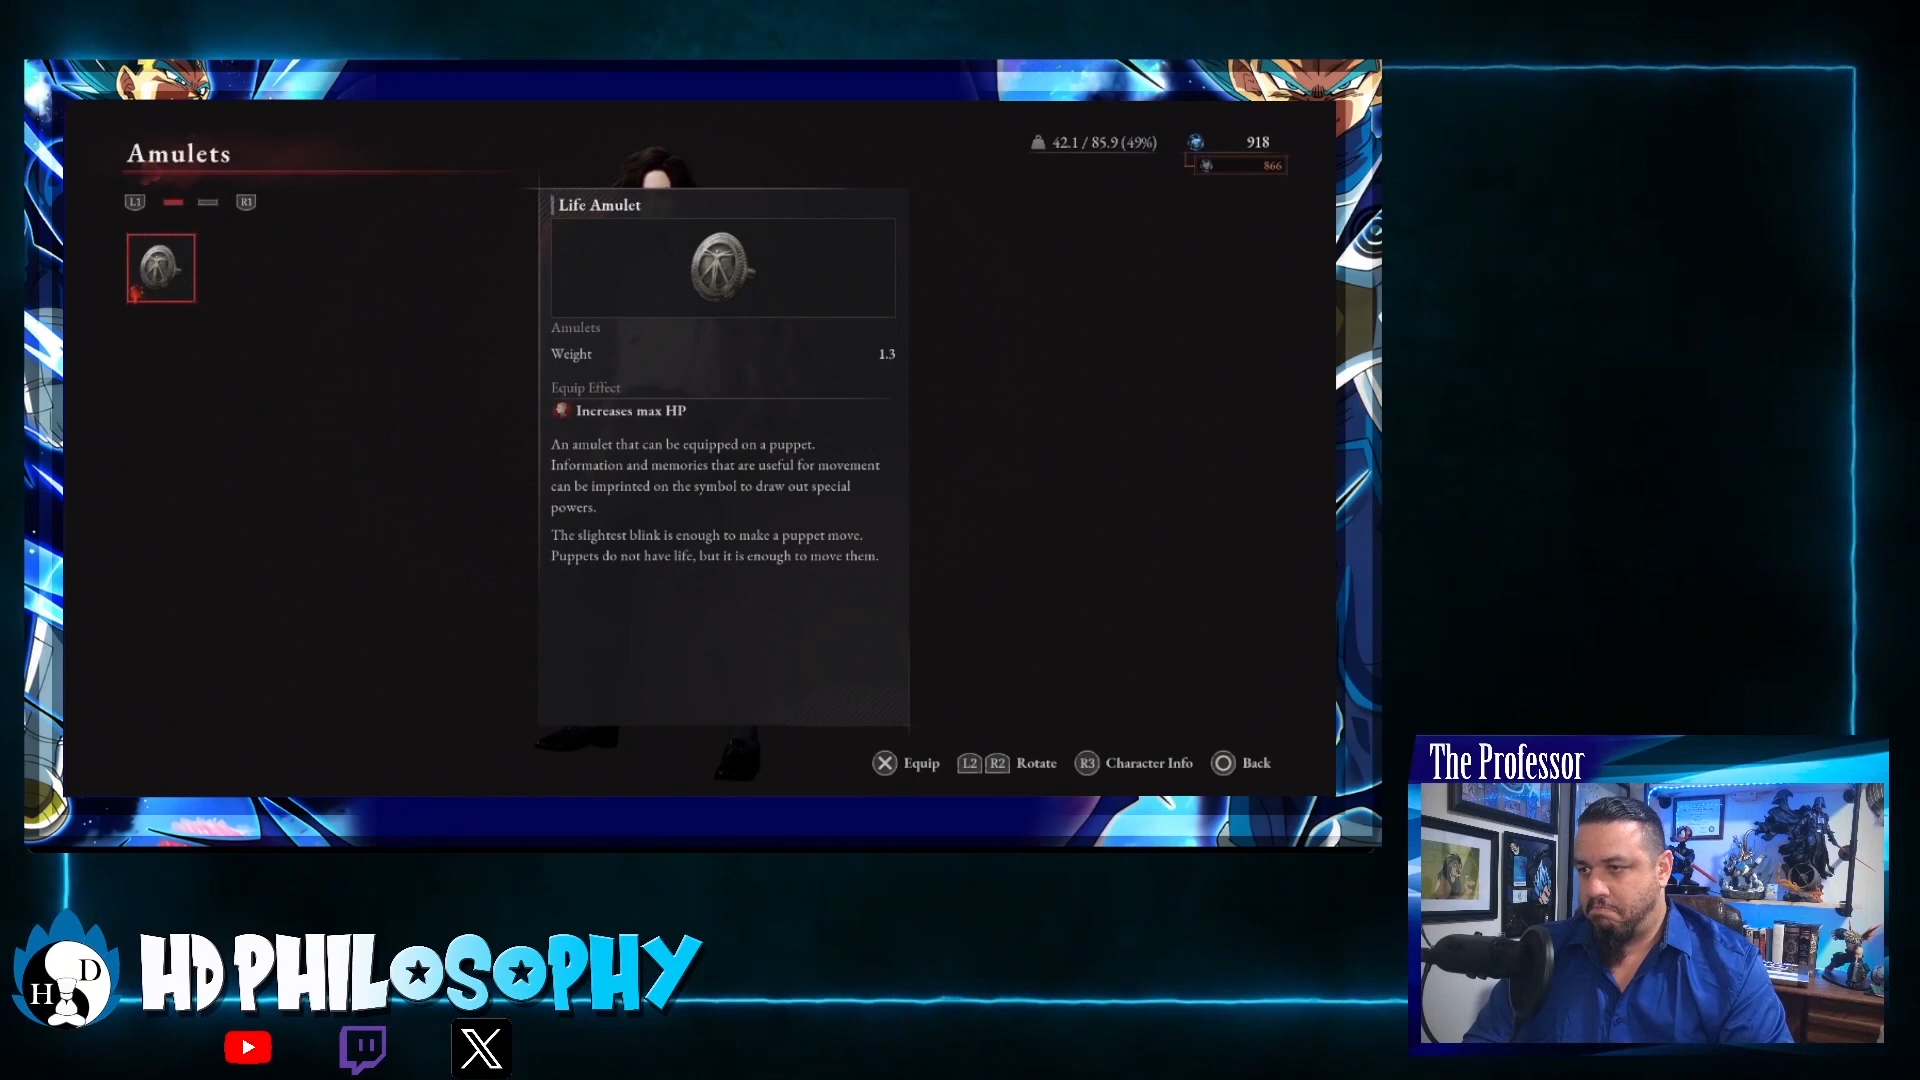 Amulets
42.1 / 85.9 (49%)
918
866
L1
R1
Life Amulet
Amulets
Weight 1.3
Equip Effect
Increases max HP
An amulet that can be equipped on a puppet.
Information and memories that are useful for movement
can be imprinted on the symbol to draw out special
powers.
The slightest blink is enough to make a puppet move.
Puppets do not have life, but it is enough to move them.
Equip
L2 R2 Rotate
R3 Character Info
Back
The Professor
H D
HD PHILOSOPHY
X